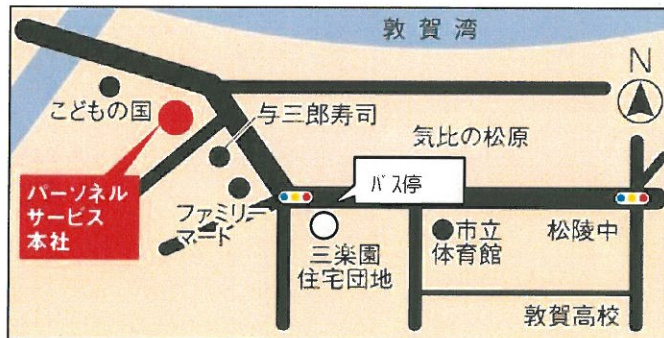 敦賀湾
N
こどもの国
与三郎寿司
気比の松原
パーソネル
サービス
本社
バス停
ファミリー
マート
三楽園
住宅団地
市立
体育館
松陵中
敦賀高校